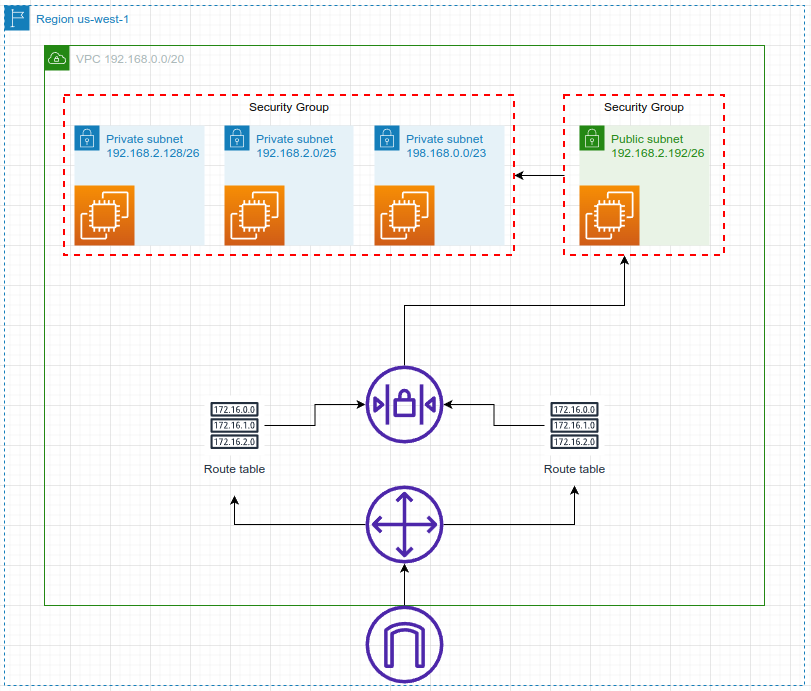 Region us-west-1
VPC 192.168.0.0/20
Security Group
Security Group
Private subnet
192.168.2.128/26
Private subnet
192.168.2.0/25
Private subnet
198.168.0.0/23
Public subnet
192.168.2.192/26
172.16.0.0
172.16.1.0
172.16.2.0
Route table
172.16.0.0
172.16.1.0
172.16.2.0
Route table